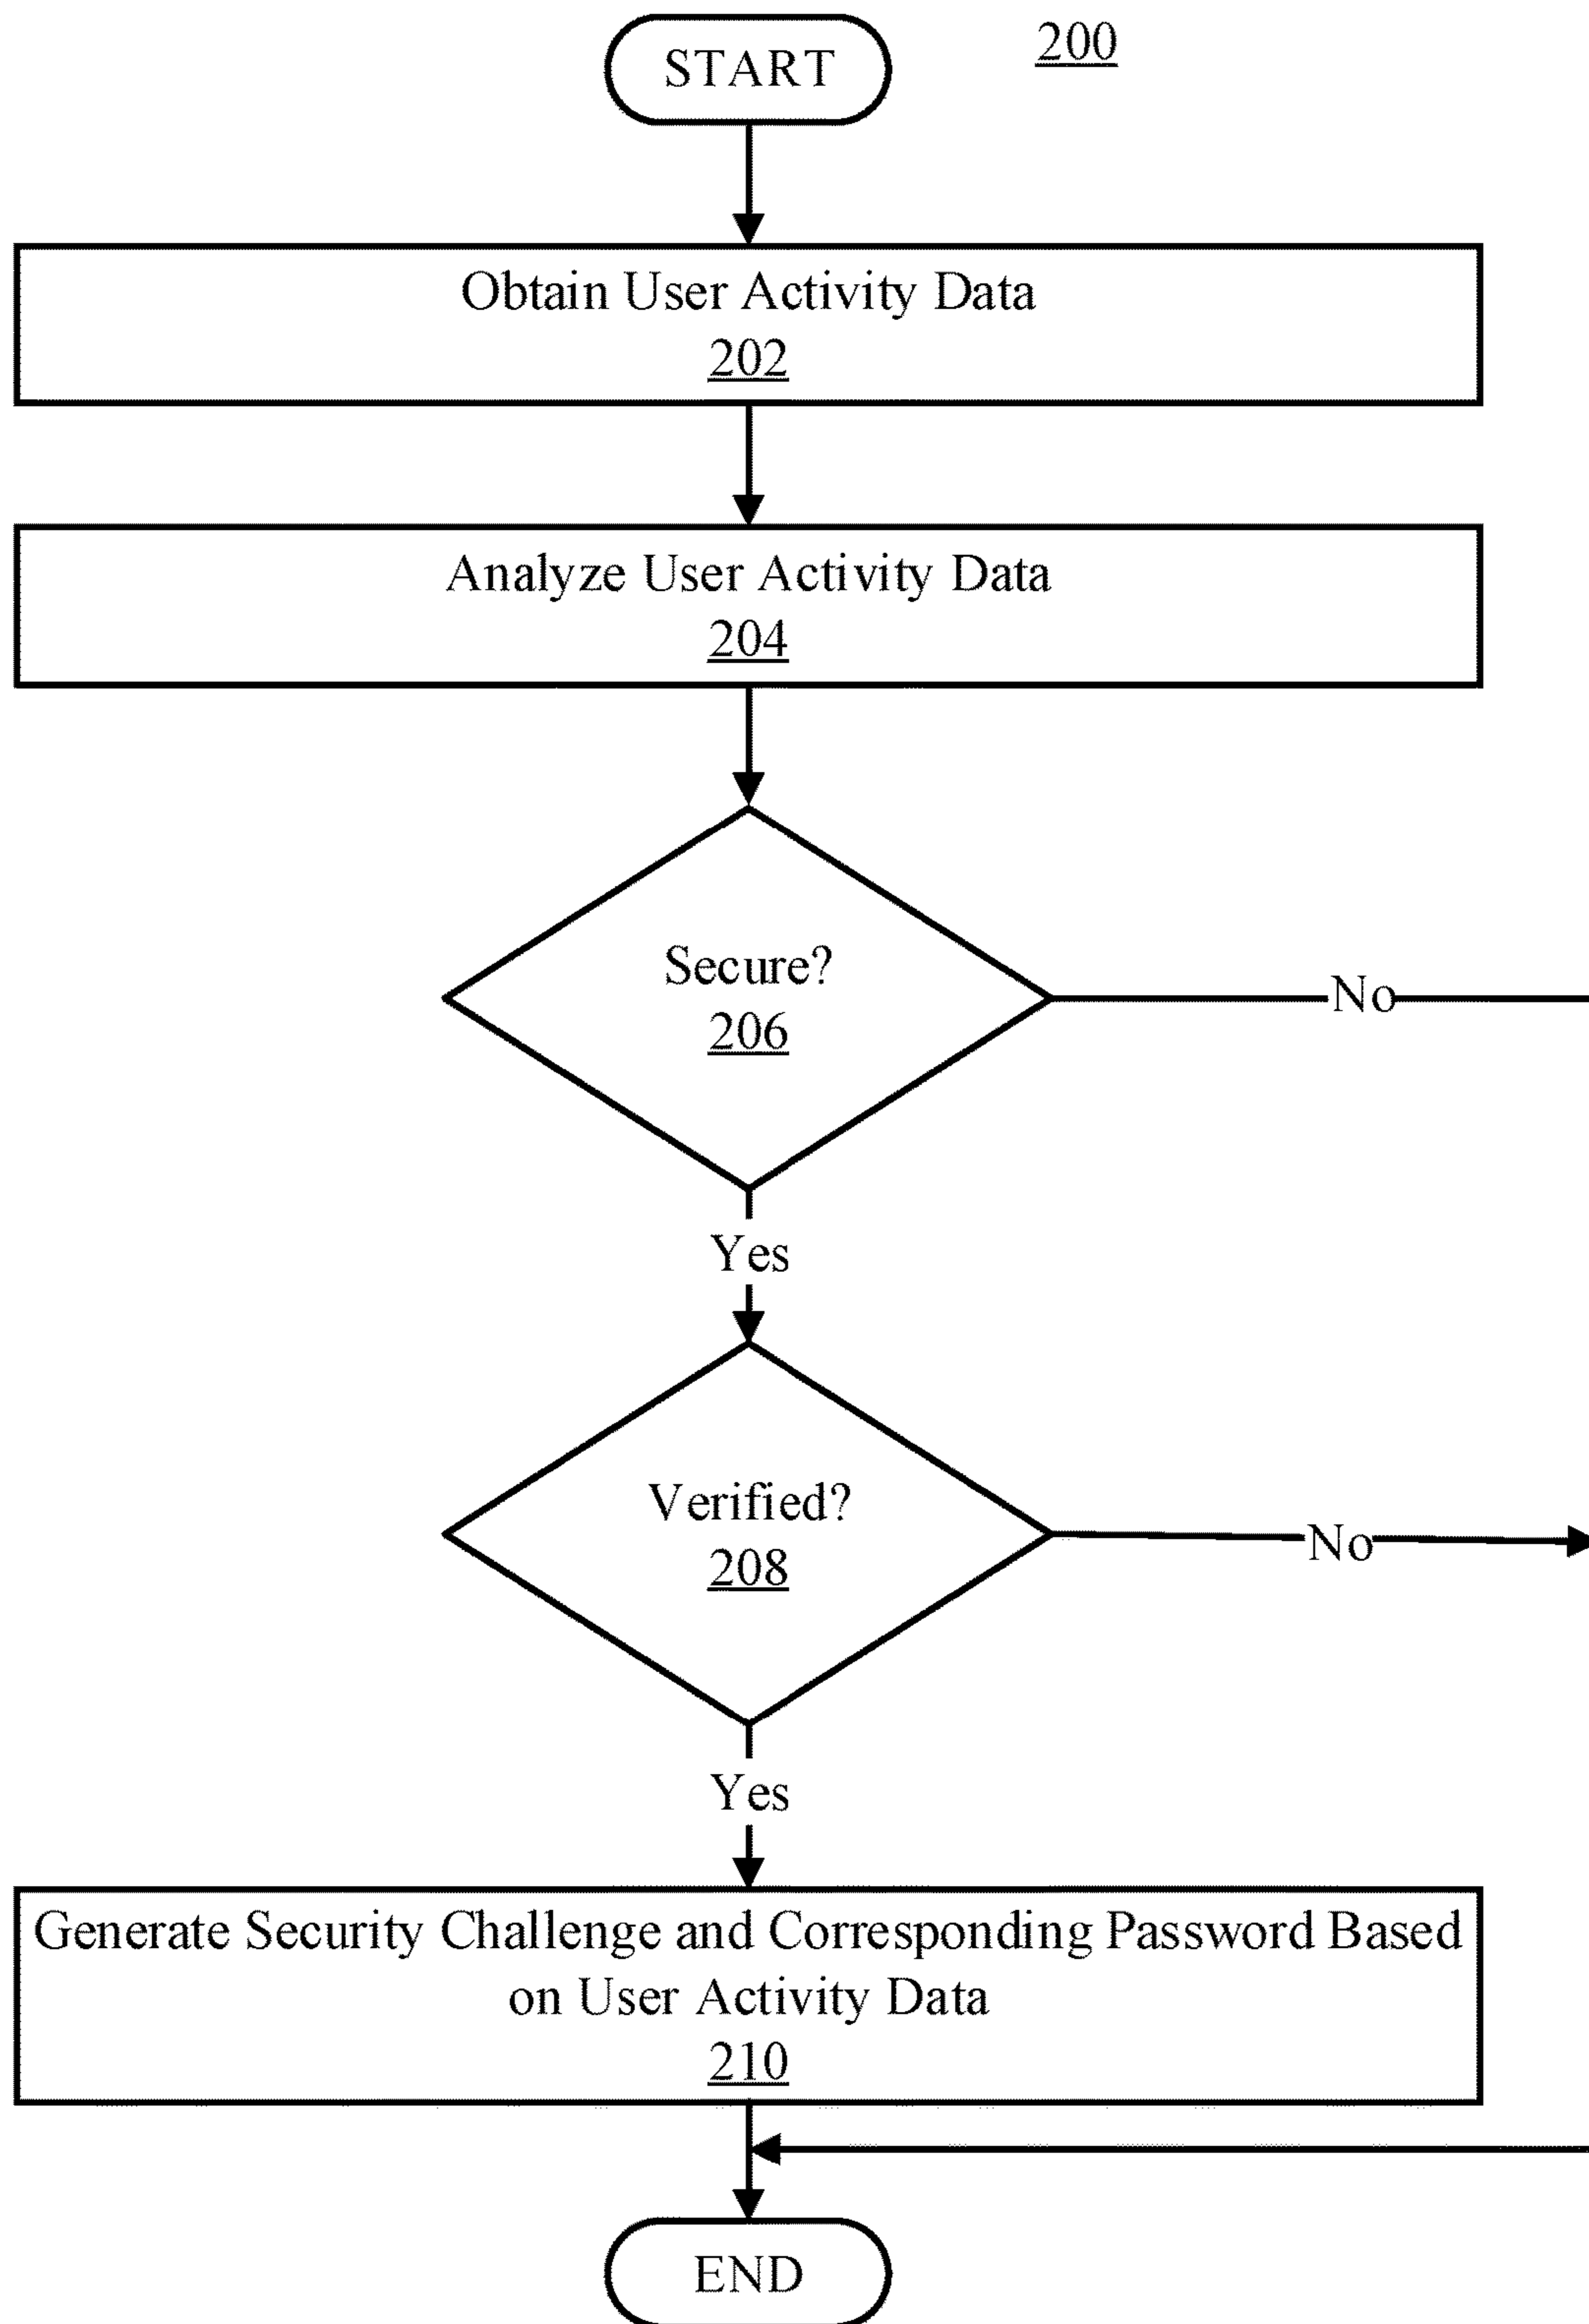 START
200
Obtain User Activity Data
202
Analyze User Activity Data
204
Secure?
206
No
Yes
Verified?
208
No
Yes
Generate Security Challenge and Corresponding Password Based
on User Activity Data
210
END